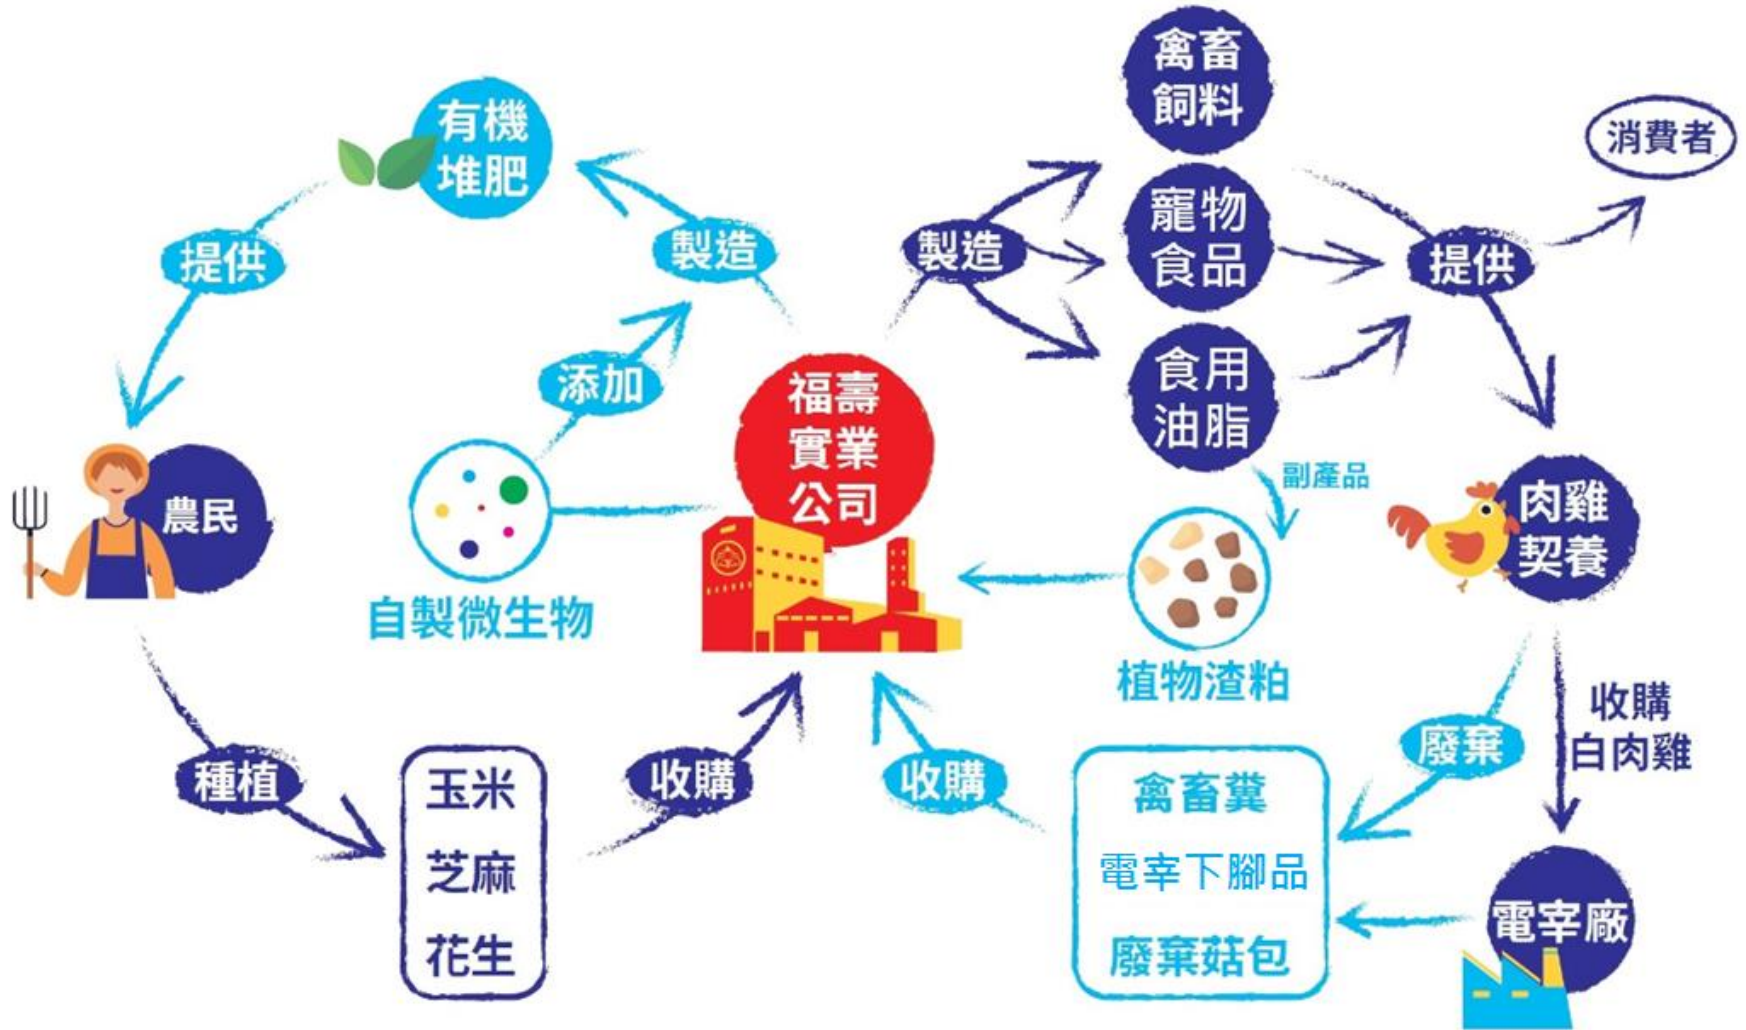 禽畜
飼料
消費者
有機
堆肥
寵物
食品
提供
製造
製造
提供
食用
油脂
添加
福壽
實業
公司
副產品
農民
肉雞
契養
自製微生物
植物渣粕
收購
白肉雞
廢棄
種植
玉米
芝麻
花生
收購
收購
禽畜糞
電宰下腳品
廢棄菇包
電宰廠